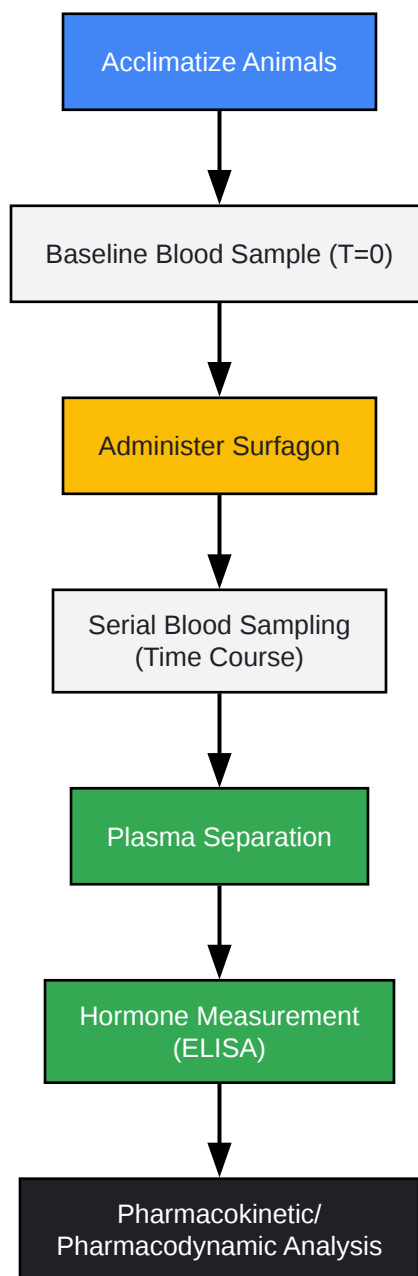 Acclimatize Animals
Baseline Blood Sample (T=0)
Administer Surfagon
Serial Blood Sampling
(Time Course)
Plasma Separation
Hormone Measurement
(ELISA)
Pharmacokinetic/
Pharmacodynamic Analysis